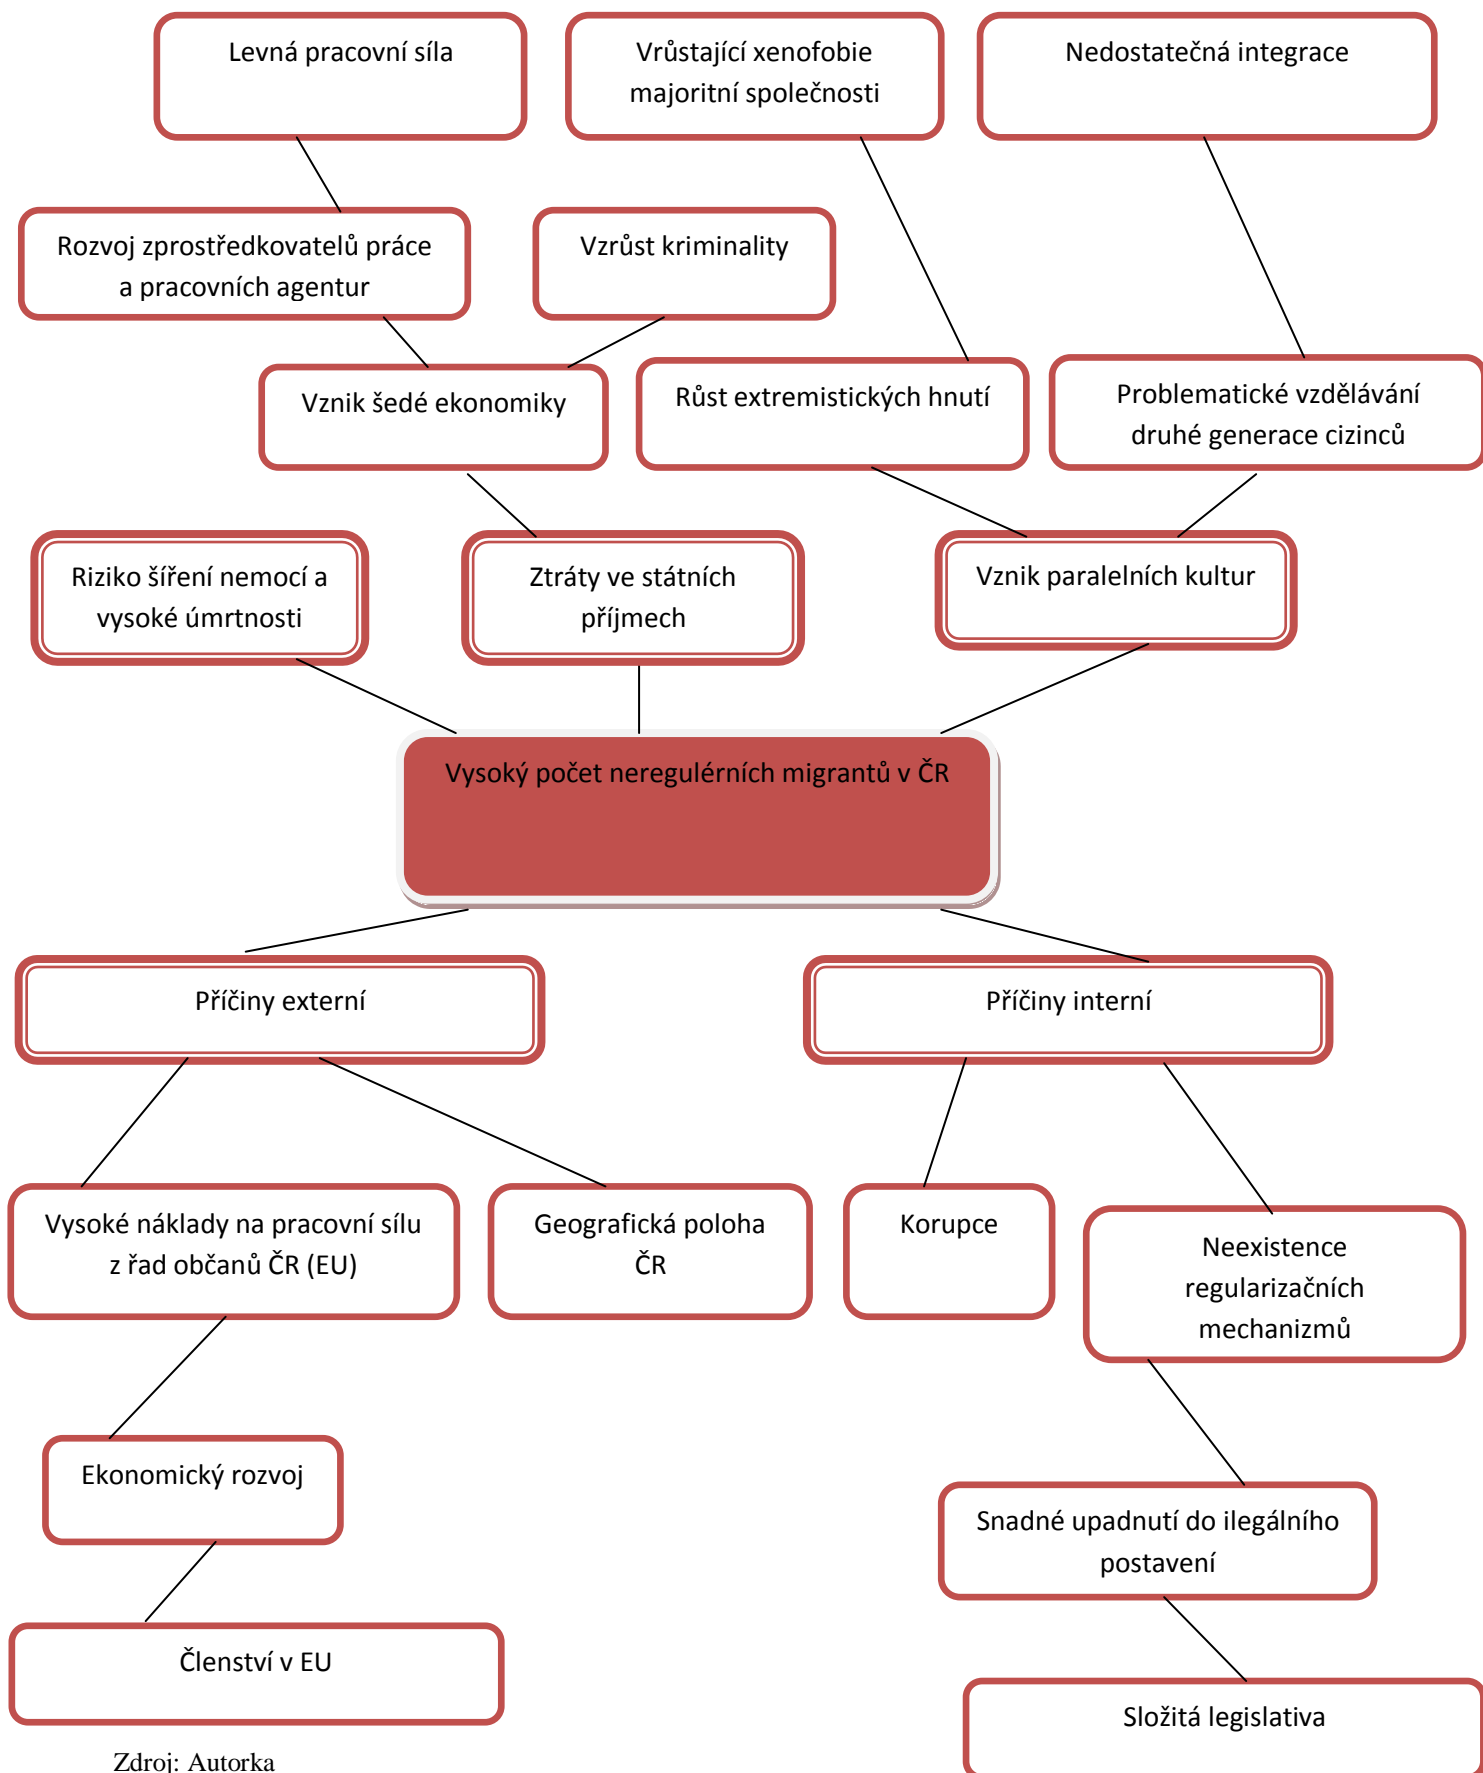 Levná pracovní síla
Vrůstající xenofobie
majoritní společnosti
Nedostatečná integrace
Rozvoj zprostředkovatelů práce
a pracovních agentur
Vzrůst kriminality
Vznik šedé ekonomiky
Růst extremistických hnutí
Problematické vzdělávání
druhé generace cizinců
Riziko šíření nemocí a
vysoké úmrtnosti
Ztráty ve státních
příjmech
Vznik paralelních kultur
Vysoký počet neregulérních migrantů v ČR
Příčiny externí
Příčiny interní
Vysoké náklady na pracovní sílu
z řad občanů ČR (EU)
Geografická poloha
ČR
Korupce
Neexistence
regularizačních
mechanizmů
Ekonomický rozvoj
Snadné upadnutí do ilegálního
postavení
Členství v EU
Složitá legislativa
Zdroj: Autorka